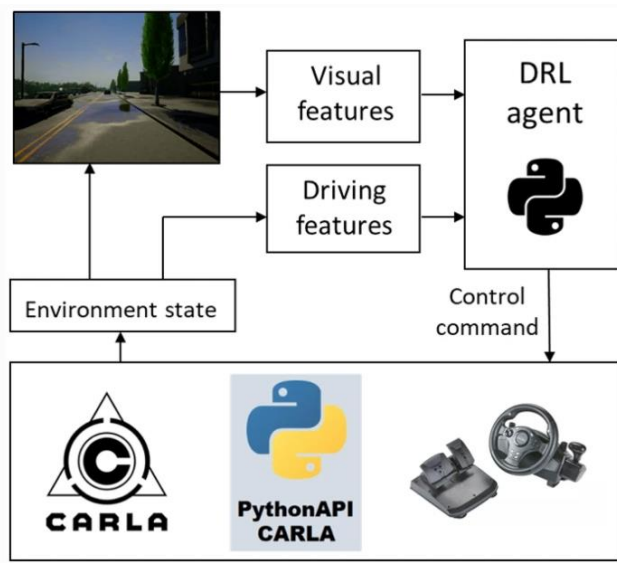 Visual
features
DRL
agent
Driving
features
Environment state
Control
command
C
CARLA
PythonAPI
CARLA